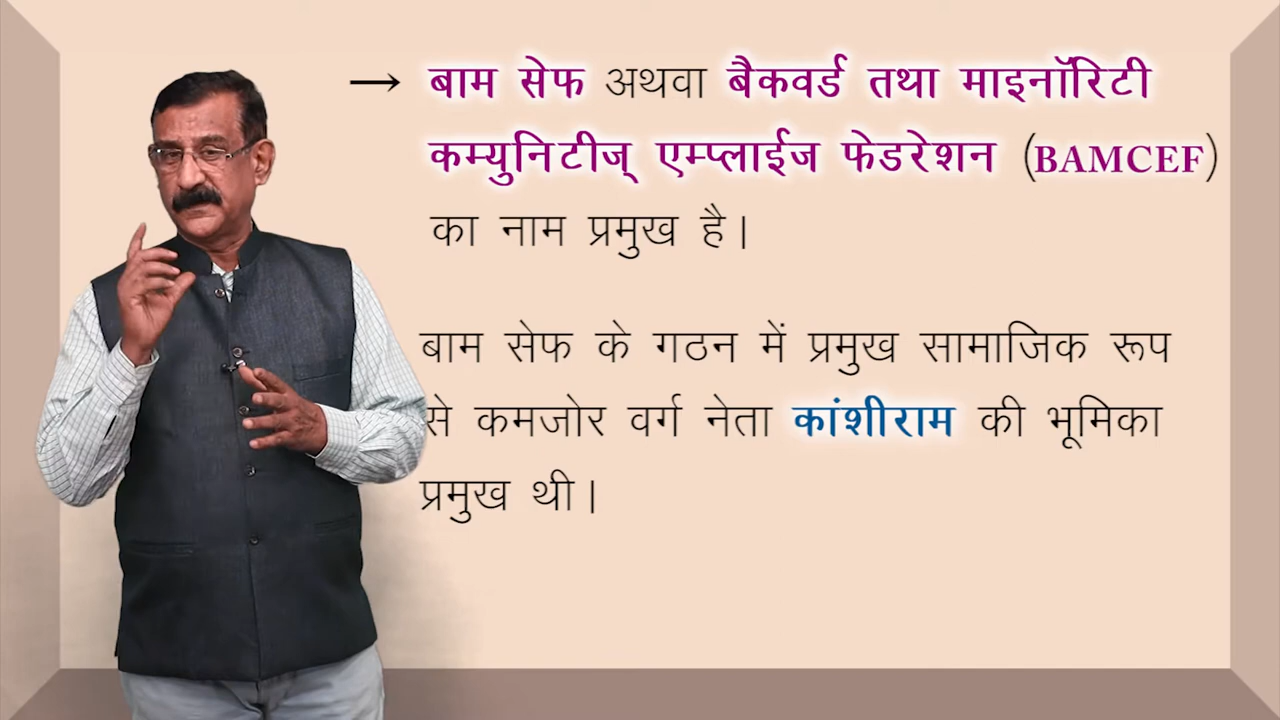 → बाम सेफ अथवा बैकवर्ड तथा माइनॉरिटी
कम्युनिटीज् एम्प्लाईज फेडरेशन (BAMCEF)
का नाम प्रमुख है।
बाम सेफ के गठन में प्रमुख सामाजिक रूप
से कमजोर वर्ग नेता कांशीराम की भूमिका
प्रमुख थी।